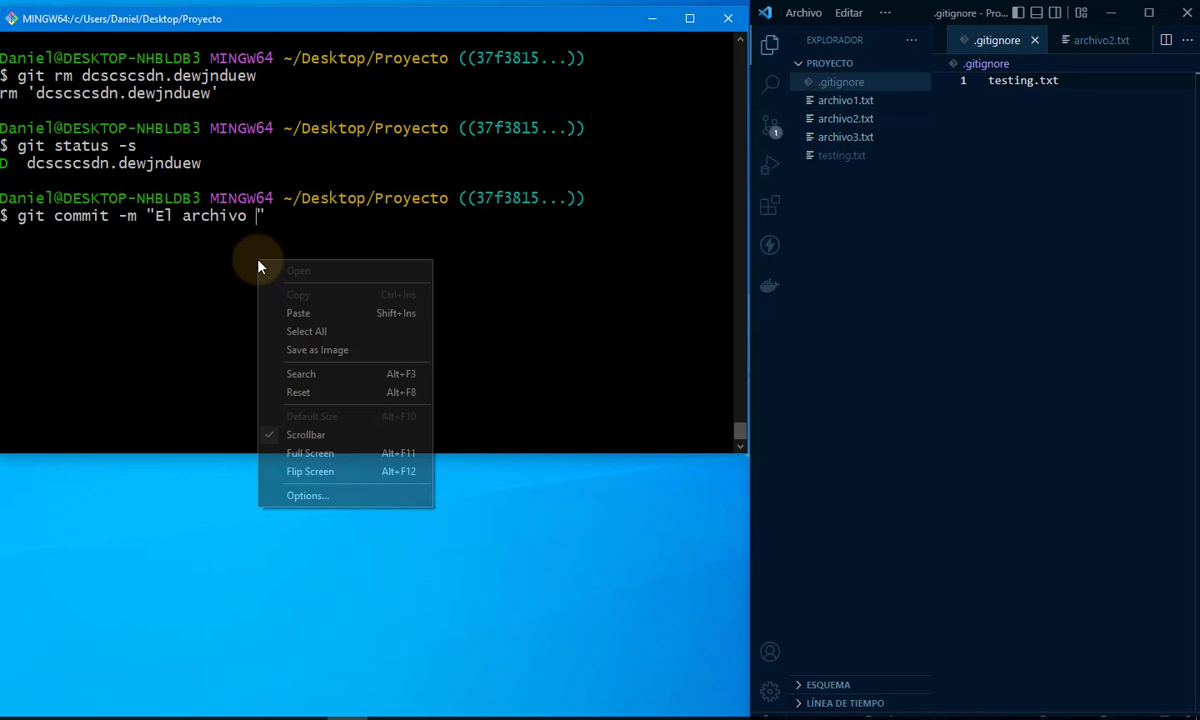 MINGW64:/c/Users/Daniel/Desktop/Proyecto
Daniel@DESKTOP-NHBLDB3 MINGW64 ~/Desktop/Proyecto ((37f3815...))
$ git rm dcscscsdn.dewjnduew
rm 'dcscscsdn.dewjnduew'
Daniel@DESKTOP-NHBLDB3 MINGW64 ~/Desktop/Proyecto ((37f3815...))
$ git status -s
D  dcscscsdn.dewjnduew
Daniel@DESKTOP-NHBLDB3 MINGW64 ~/Desktop/Proyecto ((37f3815...))
$ git commit -m "El archivo "
Open
Copy Ctrl+Ins
Paste Shift+Ins
Select All
Save as Image
Search Alt+F3
Reset Alt+F8
Default Size Alt+F10
Scrollbar
Full Screen Alt+F11
Flip Screen Alt+F12
Options...
Archivo Editar ··· .gitignore - Pro...
EXPLORADOR ···
PROYECTO
.gitignore
archivo1.txt
archivo2.txt
archivo3.txt
testing.txt
1
ESQUEMA
LÍNEA DE TIEMPO
.gitignore archivo2.txt ···
.gitignore
1 testing.txt